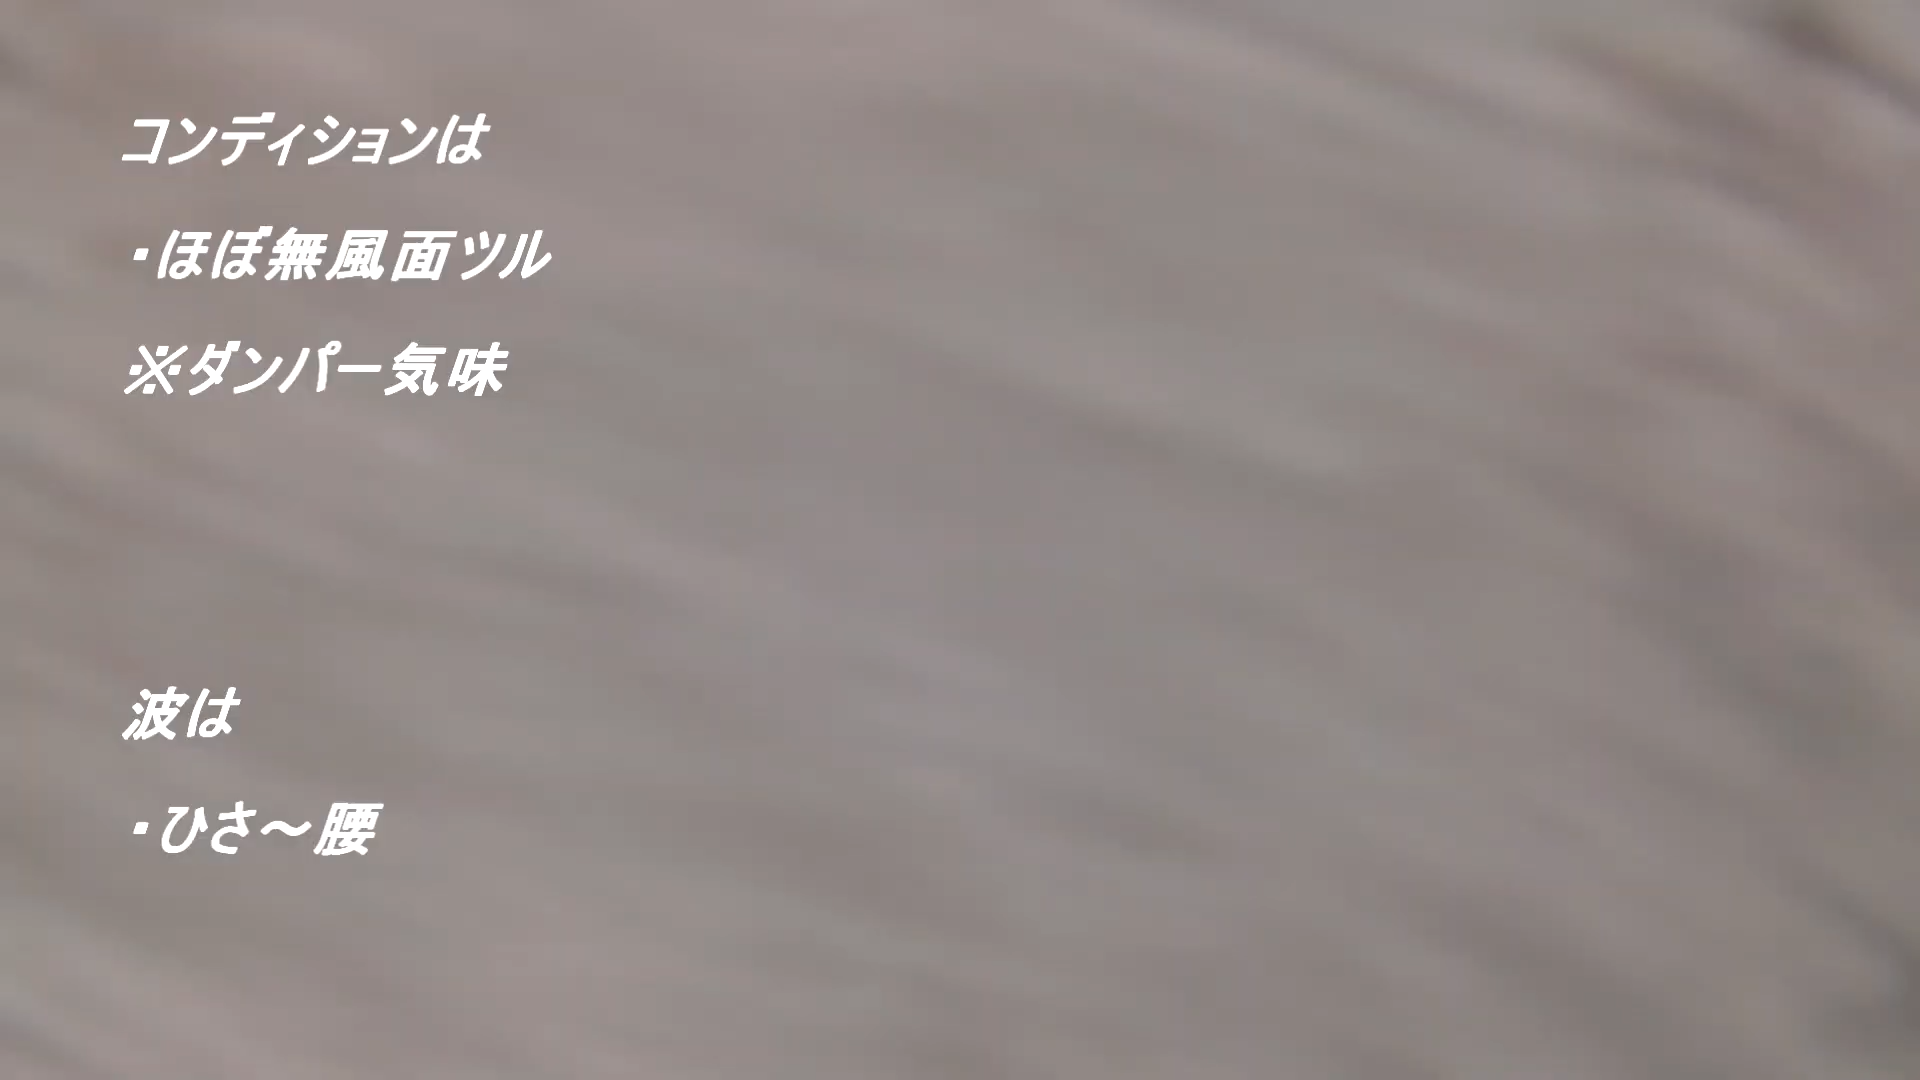 コンディションは
・ほぼ無風面ツル
※ダンパー気味
波は
・ひさ～腰